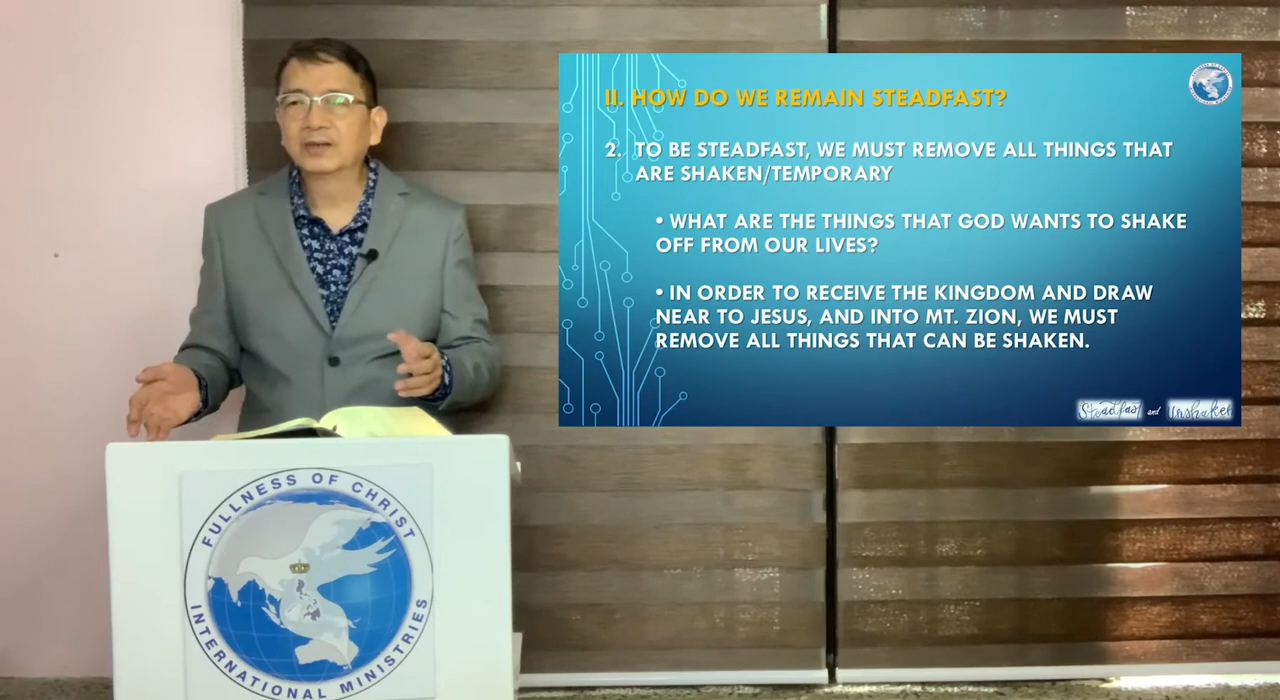 II. HOW DO WE REMAIN STEADFAST?
2. TO BE STEADFAST, WE MUST REMOVE ALL THINGS THAT
ARE SHAKEN/TEMPORARY
• WHAT ARE THE THINGS THAT GOD WANTS TO SHAKE
OFF FROM OUR LIVES?
• IN ORDER TO RECEIVE THE KINGDOM AND DRAW
NEAR TO JESUS, AND INTO MT. ZION, WE MUST
REMOVE ALL THINGS THAT CAN BE SHAKEN.
Steadfast and Unshaken
FULLNESS OF CHRIST
INTERNATIONAL MINISTRIES